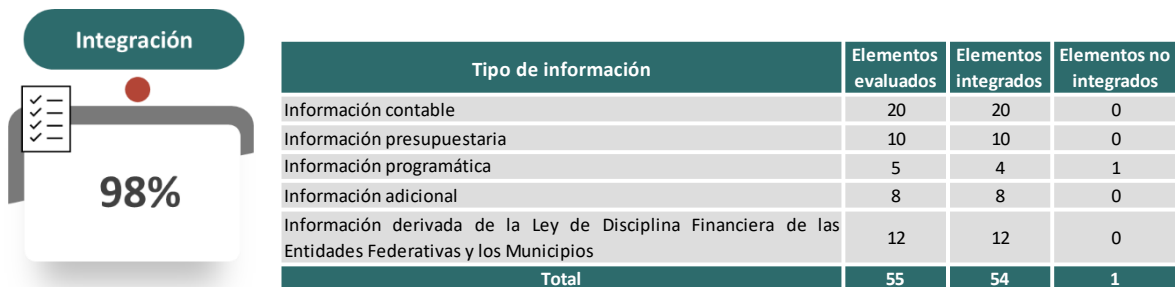 Integración
98%
Tipo de información Elementos evaluados Elementos integrados Elementos no integrados
Información contable 20 20 0
Información presupuestaria 10 10 0
Información programática 5 4 1
Información adicional 8 8 0
Información derivada de la Ley de Disciplina Financiera de las
Entidades Federativas y los Municipios 12 12 0
Total 55 54 1